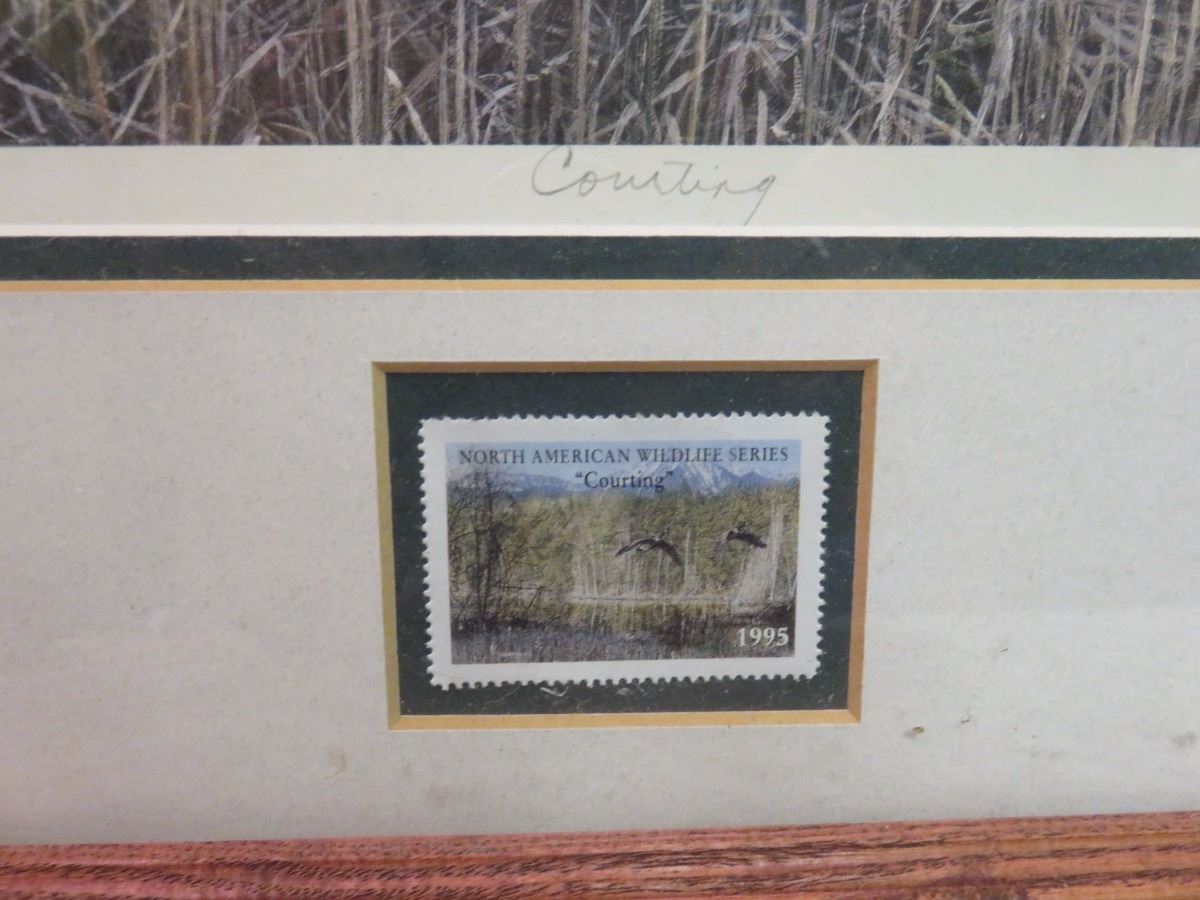 Courting
NORTH AMERICAN WILDLIFE SERIES
"Courting"
1995